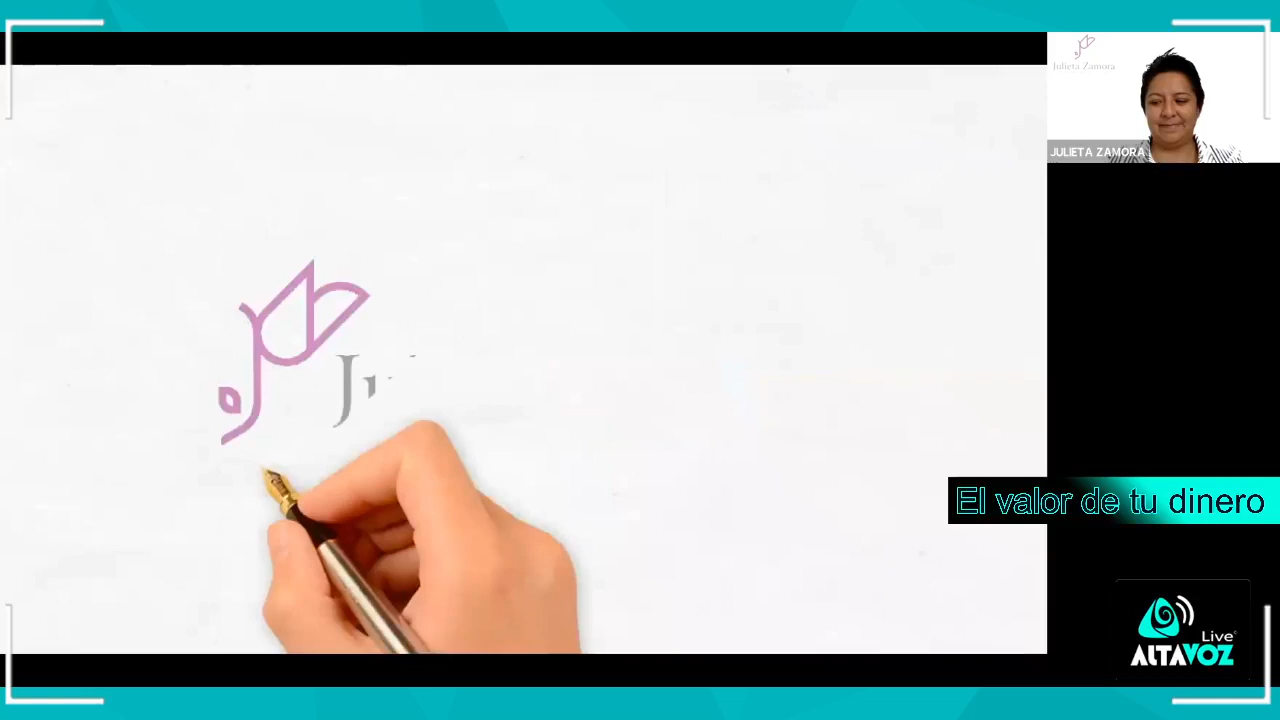 Julieta Zamora
JULIETA ZAMORA
J
El valor de tu dinero
Live
ALTAVOZ